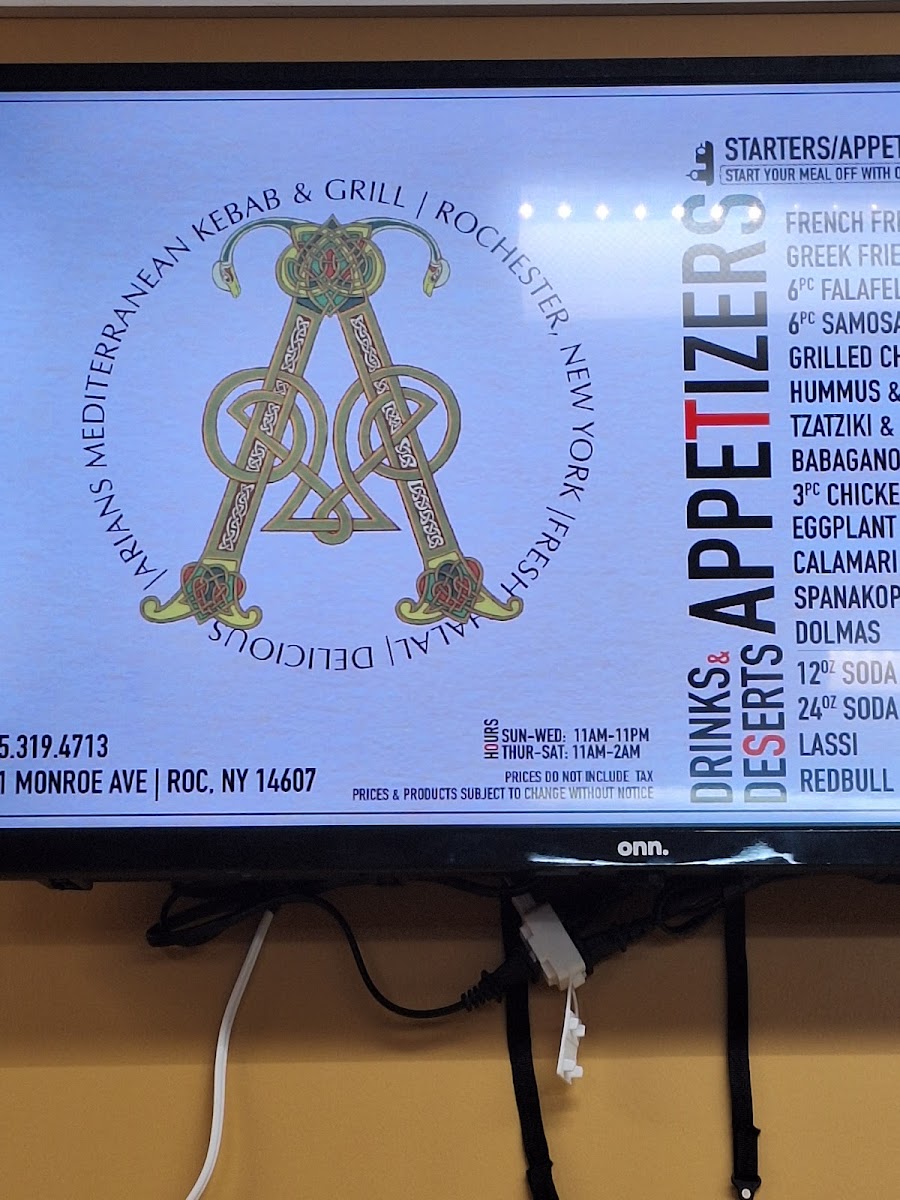 |ARIANS MEDITERRANEAN KEBAB & GRILL | ROCHESTER, NEW YORK |FRESH HALAL| DELICIOUS
5.319.4713
1 MONROE AVE | ROC, NY 14607
HOURS
SUN-WED: 11AM-11PM
THUR-SAT: 11AM-2AM
PRICES DO NOT INCLUDE TAX
PRICES & PRODUCTS SUBJECT TO CHANGE WITHOUT NOTICE
DRINKS &
DESERTS
APPETIZERS
STARTERS/APPET
START YOUR MEAL OFF WITH
FRENCH FRI
GREEK FRIE
6PC FALAFEL
6PC SAMOSA
GRILLED CH
HUMMUS &
TZATZIKI &
BABAGANO
3PC CHICKE
EGGPLANT
CALAMARI
SPANAKOP
DOLMAS
12OZ SODA
24OZ SODA
LASSI
REDBULL
onn.